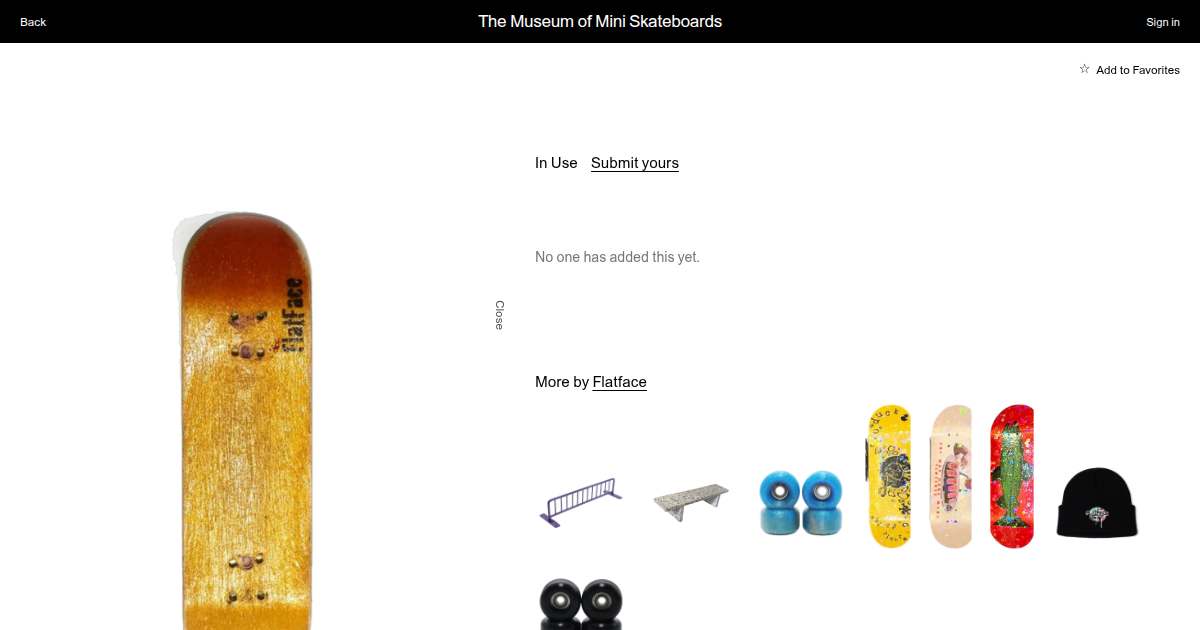 Back
The Museum of Mini Skateboards
Sign in
☆ Add to Favorites
In Use Submit yours
FlatFace
No one has added this yet.
Close
More by Flatface